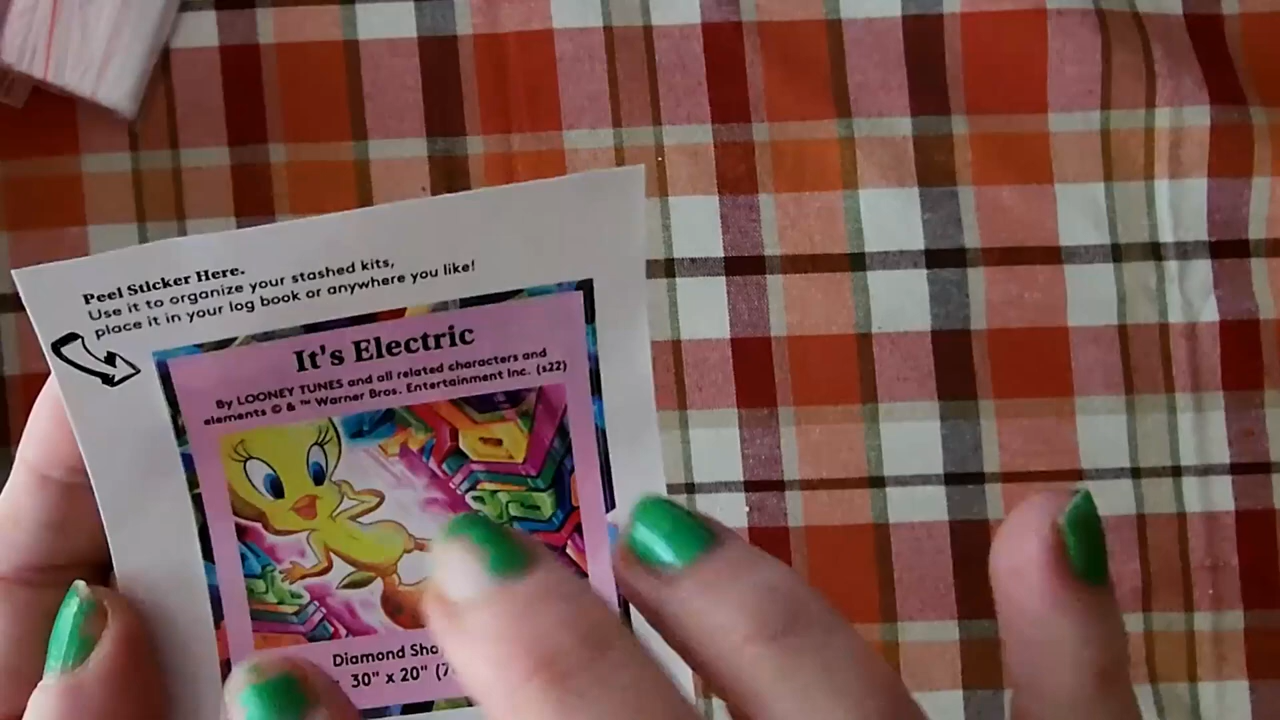 Peel Sticker Here.
Use it to organize your stashed kits,
place it in your log book or anywhere you like!
It's Electric
By LOONEY TUNES and all related characters and
elements © & ™ Warner Bros. Entertainment Inc. (s22)
Diamond
30" x 20"